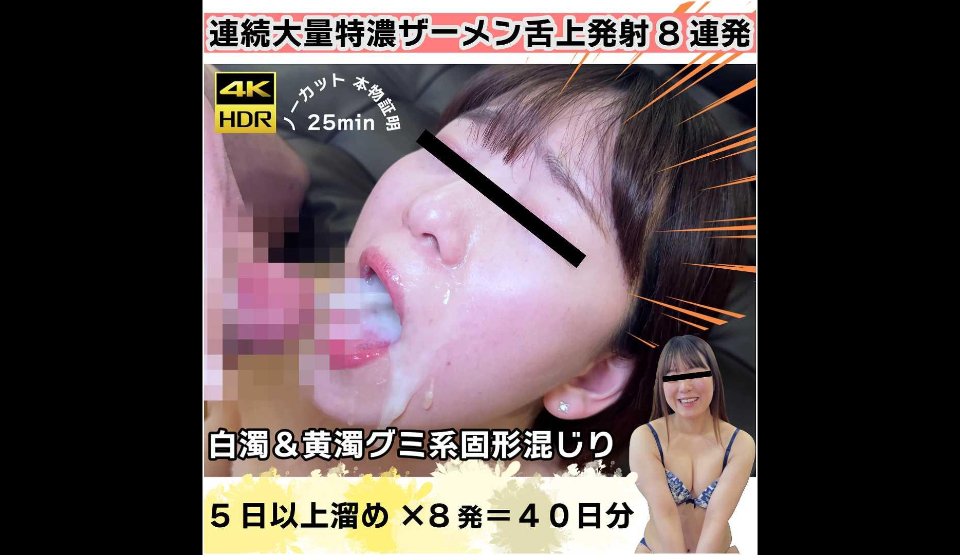 連続大量特濃ザーメン舌上発射8連発
4K
HDR
ノーカット 本物証明
25min
白濁＆黄濁グミ系固形混じり
5日以上溜め ×8発＝40日分